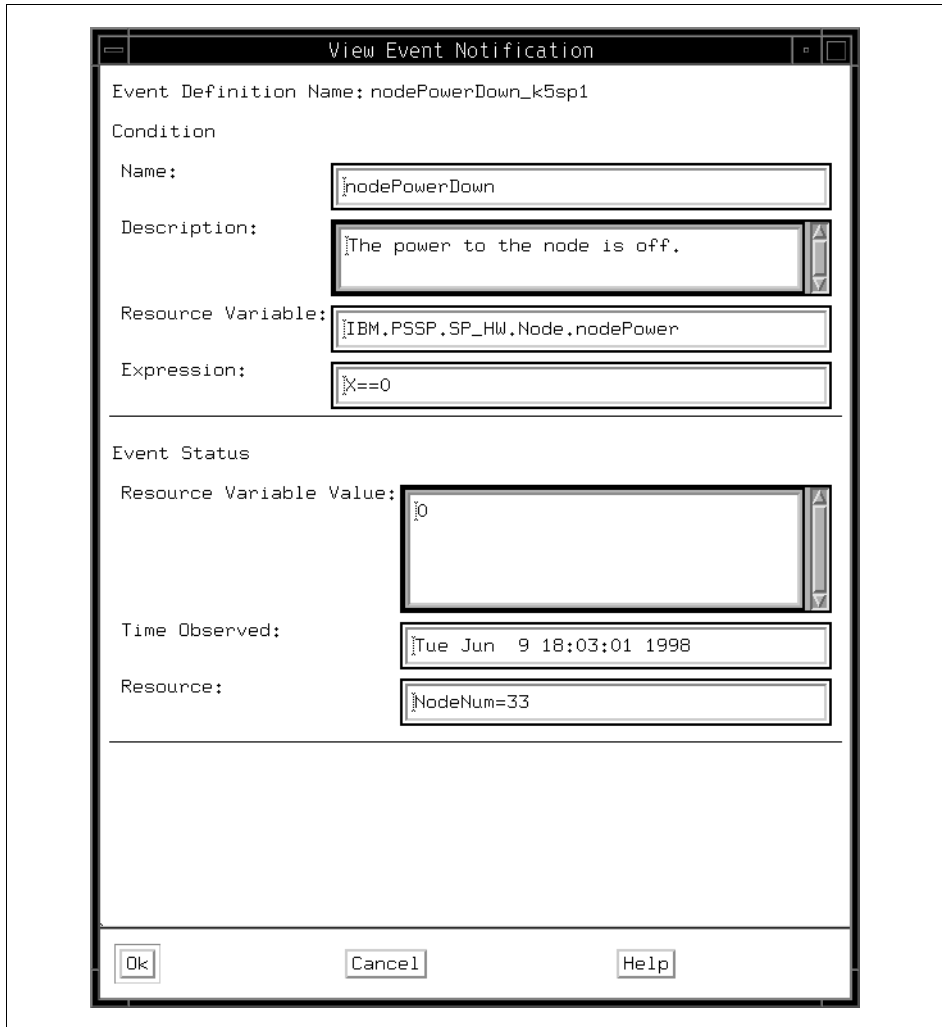 View Event Notification
Event Definition Name: nodePowerDown_k5sp1
Condition
Name:
nodePowerDown
Description:
The power to the node is off.
Resource Variable:
IBM.PSSP.SP_HW.Node.nodePower
Expression:
X==0
Event Status
Resource Variable Value:
0
Time Observed:
Tue Jun  9 18:03:01 1998
Resource:
NodeNum=33
Ok Cancel Help